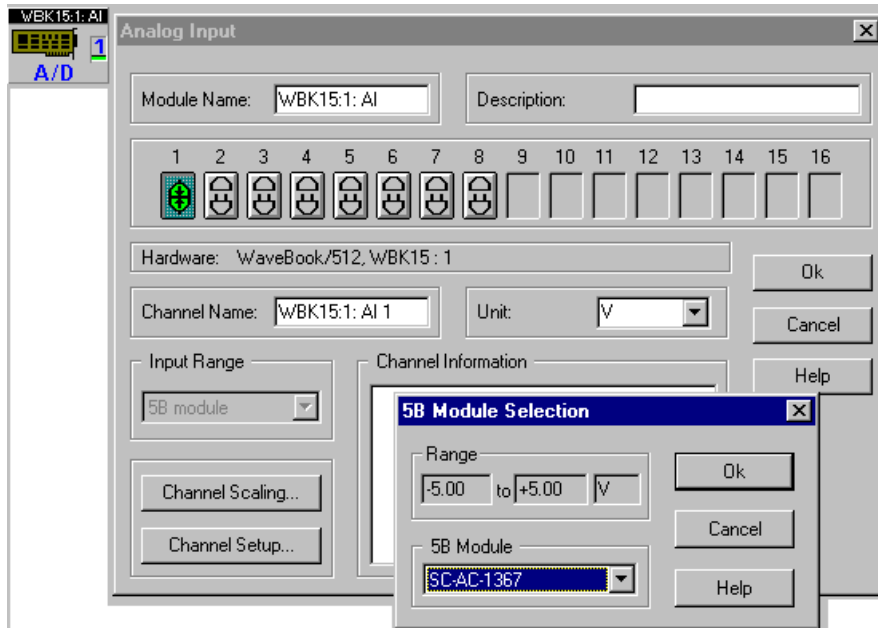 WBK15:1: AI
1
A/D
Analog Input
Module Name: WBK15:1: AI Description:
1 2 3 4 5 6 7 8 9 10 11 12 13 14 15 16
Hardware: WaveBook/512, WBK15 : 1
Ok
Channel Name: WBK15:1: AI 1 Unit: V
Cancel
Input Range
Channel Information
Help
5B module
Channel Scaling...
Channel Setup...
5B Module Selection
Range
-5.00 to +5.00 V
Ok
Cancel
5B Module
SC-AC-1367
Help